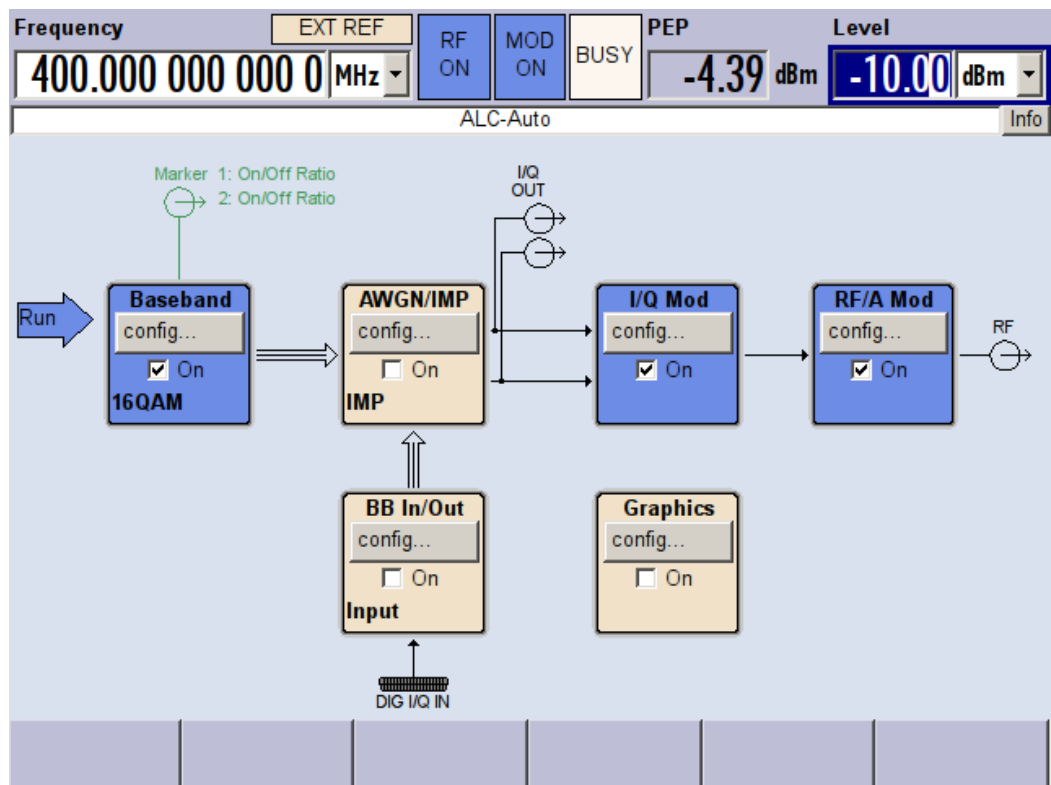 Frequency EXT REF RF ON MOD ON BUSY PEP Level
400.000 000 000 0 MHz -4.39 dBm -10.00 dBm
ALC-Auto Info
Marker 1: On/Off Ratio
2: On/Off Ratio
I/Q
OUT
Run
Baseband
config...
On
16QAM
AWGN/IMP
config...
On
IMP
I/Q Mod
config...
On
RF/A Mod
config...
On
RF
BB In/Out
config...
On
Input
Graphics
config...
On
DIG I/Q IN